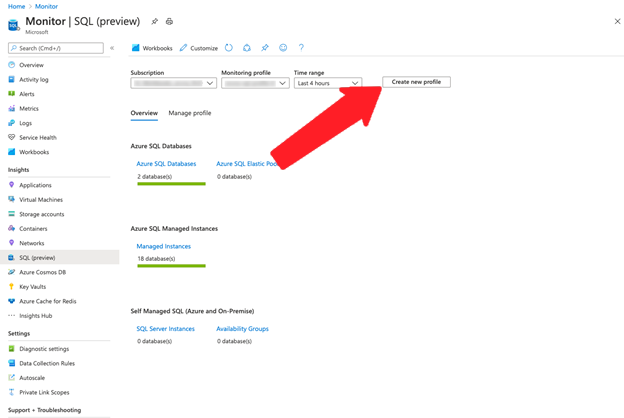 Home > Monitor
Monitor | SQL (preview)
Microsoft
Search (Cmd+/)
«
Workbooks Customize ?
Overview
Activity log
Alerts
Metrics
Logs
Service Health
Workbooks
Insights
Applications
Virtual Machines
Storage accounts
Containers
Networks
SQL (preview)
Azure Cosmos DB
Key Vaults
Azure Cache for Redis
Insights Hub
Settings
Diagnostic settings
Data Collection Rules
Autoscale
Private Link Scopes
Support + Troubleshooting
Subscription Monitoring profile Time range
Last 4 hours
Create new profile
Overview Manage profile
Azure SQL Databases
Azure SQL Databases Azure SQL Elastic
2 database(s) 0 database(s)
Azure SQL Managed Instances
Managed Instances
18 database(s)
Self Managed SQL (Azure and On-Premise)
SQL Server Instances Availability Groups
0 database(s) 0 database(s)